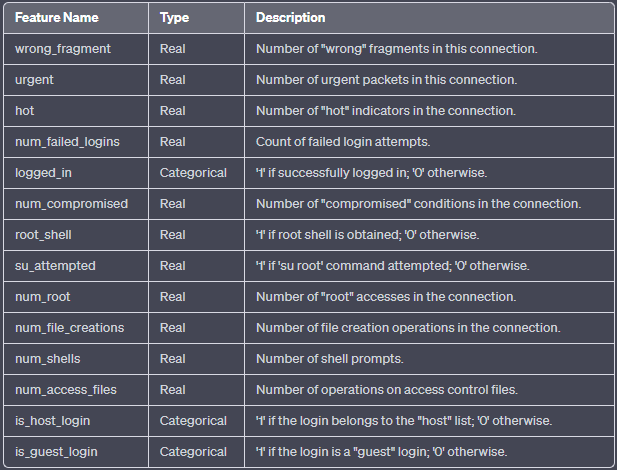 Feature Name Type Description
wrong_fragment Real Number of "wrong" fragments in this connection.
urgent Real Number of urgent packets in this connection.
hot Real Number of "hot" indicators in the connection.
num_failed_logins Real Count of failed login attempts.
logged_in Categorical '1' if successfully logged in; '0' otherwise.
num_compromised Real Number of "compromised" conditions in the connection.
root_shell Real '1' if root shell is obtained; '0' otherwise.
su_attempted Real '1' if 'su root' command attempted; '0' otherwise.
num_root Real Number of "root" accesses in the connection.
num_file_creations Real Number of file creation operations in the connection.
num_shells Real Number of shell prompts.
num_access_files Real Number of operations on access control files.
is_host_login Categorical '1' if the login belongs to the "host" list; '0' otherwise.
is_guest_login Categorical '1' if the login is a "guest" login; '0' otherwise.